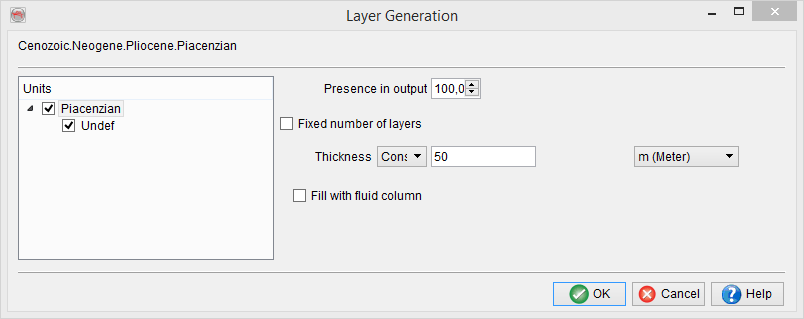 Layer Generation
Cenozoic.Neogene.Pliocene.Piacenzian
Units
Piacenzian
Undef
Presence in output 100,0
Fixed number of layers
Thickness Cons 50 m (Meter)
Fill with fluid column
OK Cancel Help